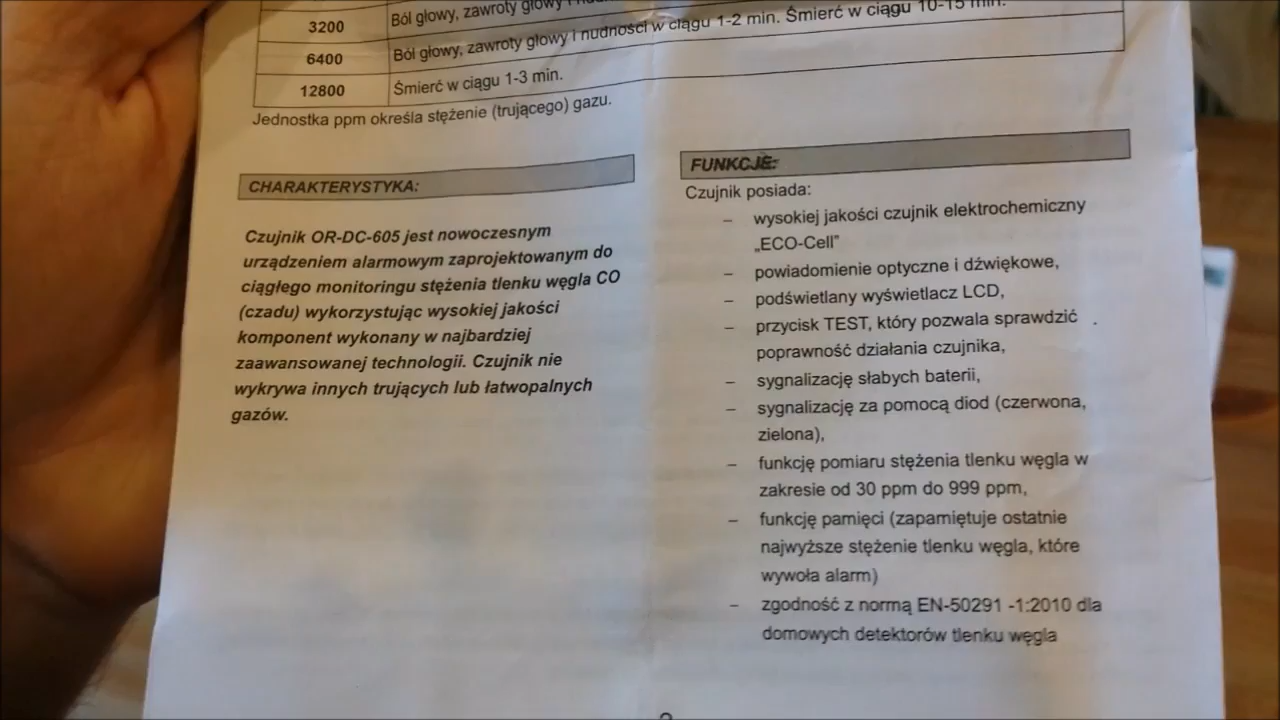 3200 Ból głowy, zawroty głowy i
6400 Ból głowy, zawroty głowy i nudności w ciągu 1-2 min. Śmierć w ciągu 10-15 min.
12800 Śmierć w ciągu 1-3 min.
Jednostka ppm określa stężenie (trującego) gazu.
CHARAKTERYSTYKA:
Czujnik OR-DC-605 jest nowoczesnym
urządzeniem alarmowym zaprojektowanym do
ciągłego monitoringu stężenia tlenku węgla CO
(czadu) wykorzystując wysokiej jakości
komponent wykonany w najbardziej
zaawansowanej technologii. Czujnik nie
wykrywa innych trujących lub łatwopalnych
gazów.
FUNKCJE:
Czujnik posiada:
– wysokiej jakości czujnik elektrochemiczny
„ECO-Cell”
– powiadomienie optyczne i dźwiękowe,
– podświetlany wyświetlacz LCD,
– przycisk TEST, który pozwala sprawdzić
poprawność działania czujnika,
– sygnalizację słabych baterii,
– sygnalizację za pomocą diod (czerwona,
zielona),
– funkcję pomiaru stężenia tlenku węgla w
zakresie od 30 ppm do 999 ppm,
– funkcję pamięci (zapamiętuje ostatnie
najwyższe stężenie tlenku węgla, które
wywoła alarm)
– zgodność z normą EN-50291 -1:2010 dla
domowych detektorów tlenku węgla